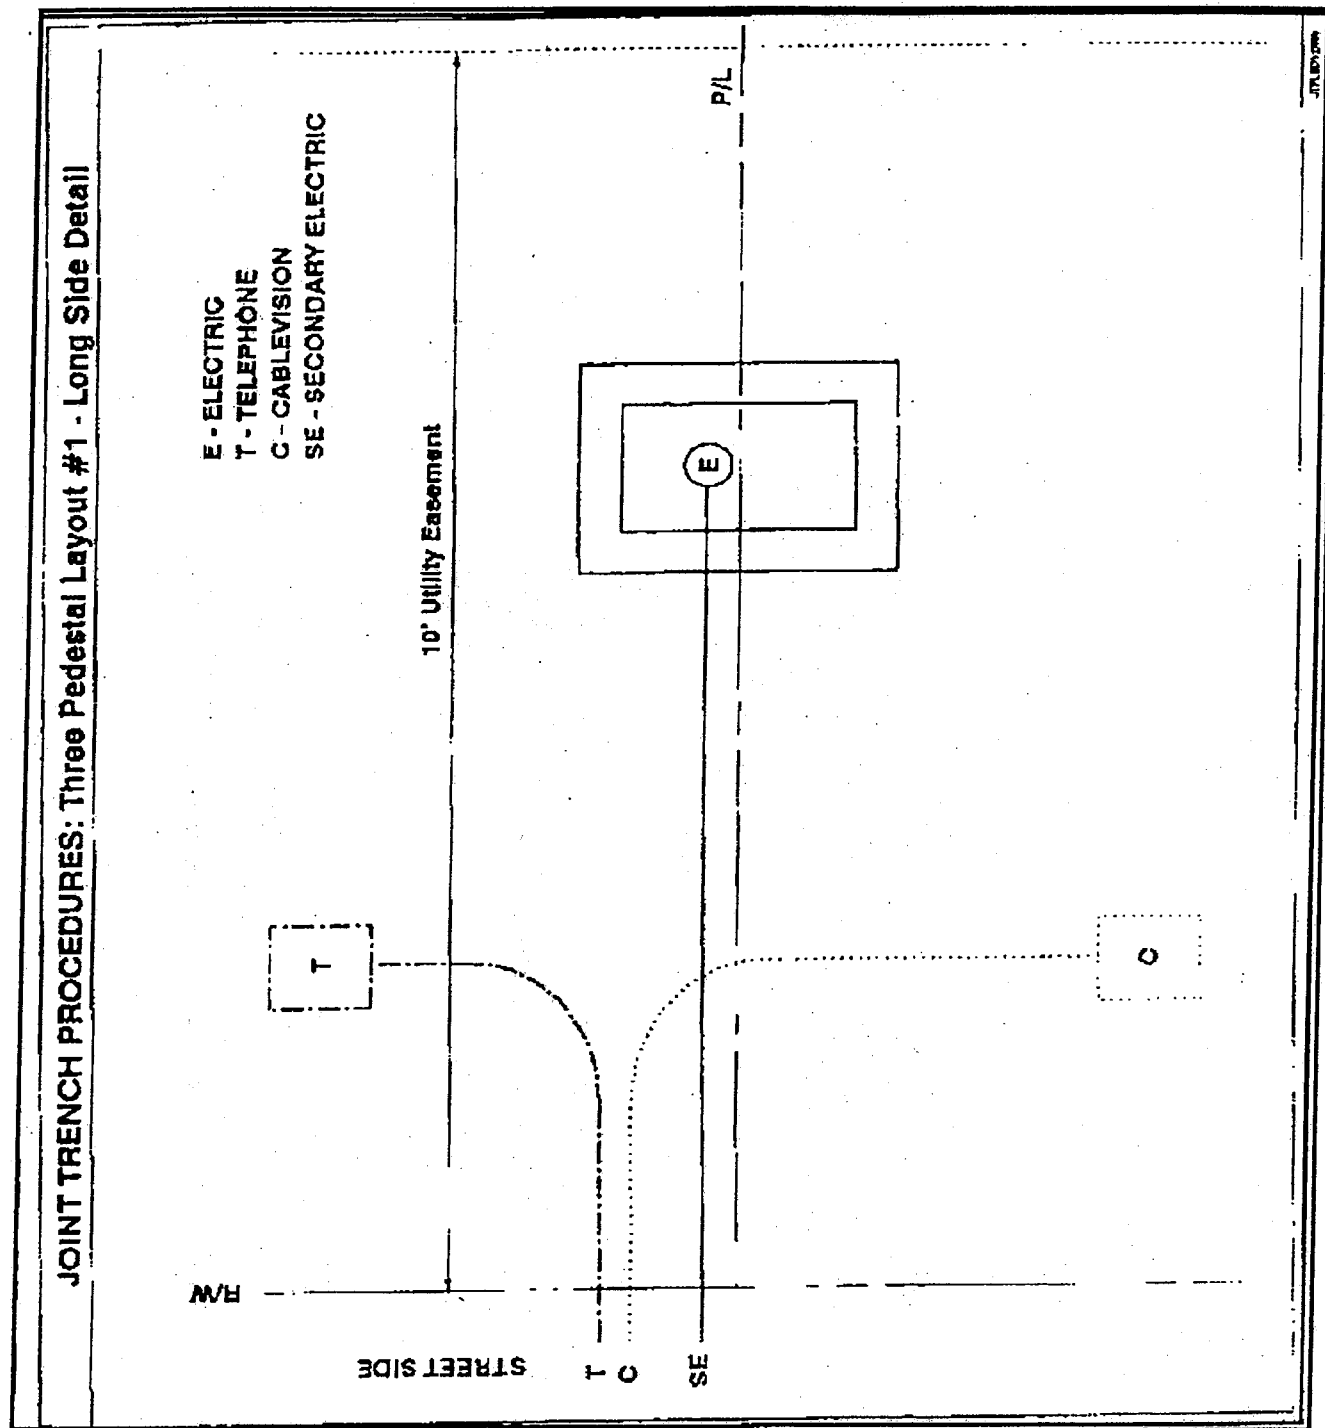 JOINT TRENCH PROCEDURES: Three Pedestal Layout #1 - Long Side Detail
E - ELECTRIC
T - TELEPHONE
C - CABLEVISION
SE - SECONDARY ELECTRIC
10' Utility Easement
P/L
E
T
C
R/W
STREET SIDE
T
C
SE